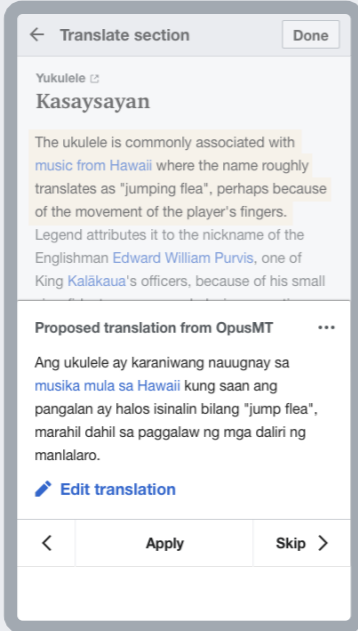 Translate section
Done
Yukulele
Kasaysayan
The ukulele is commonly associated with
music from Hawaii where the name roughly
translates as "jumping flea", perhaps because
of the movement of the player's fingers.
Legend attributes it to the nickname of the
Englishman Edward William Purvis, one of
King Kalākaua's officers, because of his small
Proposed translation from OpusMT
Ang ukulele ay karaniwang nauugnay sa
musika mula sa Hawaii kung saan ang
pangalan ay halos isinalin bilang "jump flea",
marahil dahil sa paggalaw ng mga daliri ng
manlalaro.
Edit translation
Apply
Skip